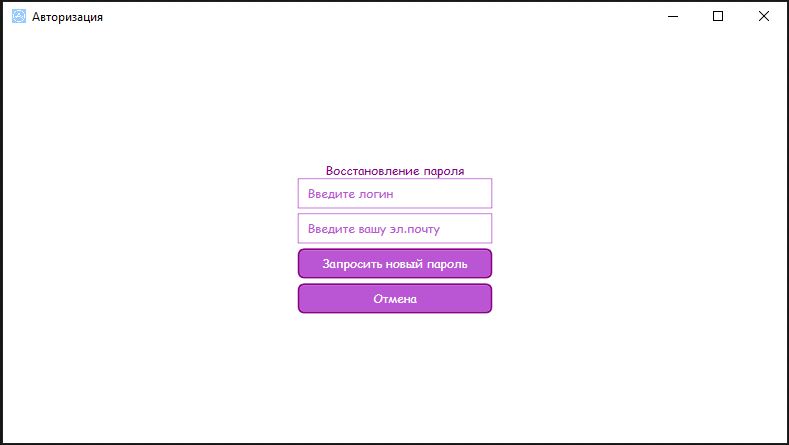 Авторизация
Восстановление пароля
Введите логин
Введите вашу эл.почту
Запросить новый пароль
Отмена